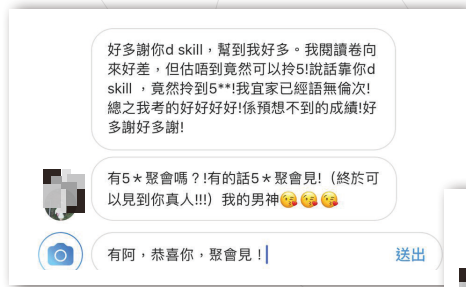 好多謝你d skill，幫到我好多。我閱讀卷向
來好差，但估唔到竟然可以拎5!說話靠你d
skill ，竟然拎到5**!我宜家已經語無倫次!
總之我考的好好好好!係預想不到的成績!好
多謝好多謝!
有5＊聚會嗎？!有的話5＊聚會見!（終於可
以見到你真人!!!）我的男神😘😘😘
有阿，恭喜你，聚會見！
送出